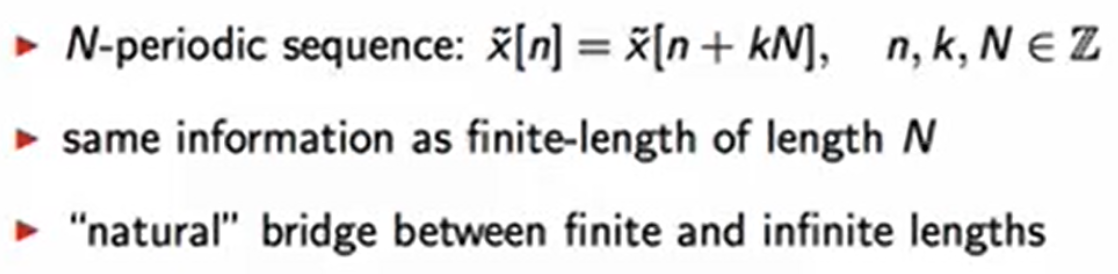 ▶ N-periodic sequence: x̃[n] = x̃[n + kN], n, k, N ∈ ℤ
▶ same information as finite-length of length N
▶ “natural” bridge between finite and infinite lengths